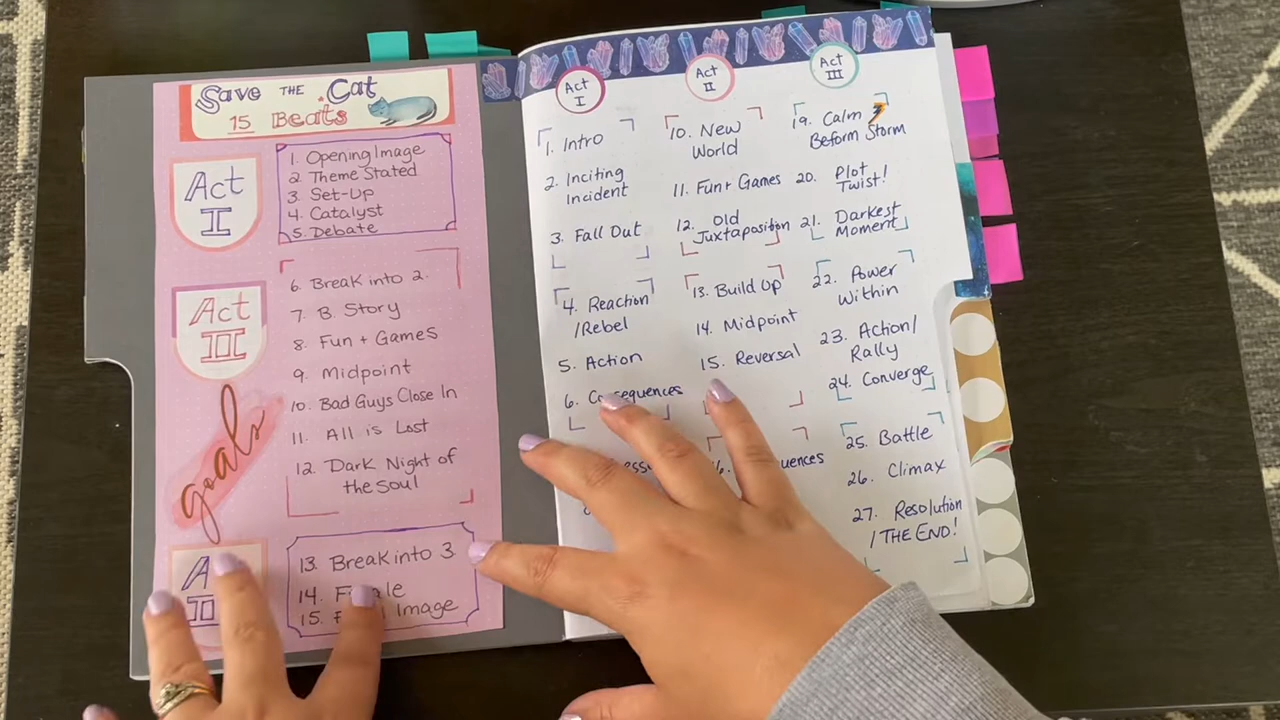 Save THE Cat
15 Beats
Act
I
1. Opening Image
2. Theme Stated
3. Set-Up
4. Catalyst
5. Debate
Act
II
6. Break into 2.
7. B. Story
8. Fun + Games
9. Midpoint
10. Bad Guys Close In
11. All is Lost
12. Dark Night of
the Soul
goals
13. Break into 3
14.
15. Image
Act
I
1. Intro
2. Inciting
Incident
3. Fall Out
4. Reaction
/Rebel
5. Action
6.
Act
II
10. New
World
11. Fun + Games
12. Old
Juxtaposition
13. Build Up
14. Midpoint
15. Reversal
Act
III
19. Calm
Beform Storm
20. Plot
Twist!
21. Darkest
Moment
22. Power
Within
23. Action/
Rally
24. Converge
25. Battle
26. Climax
27. Resolution
/THE END!